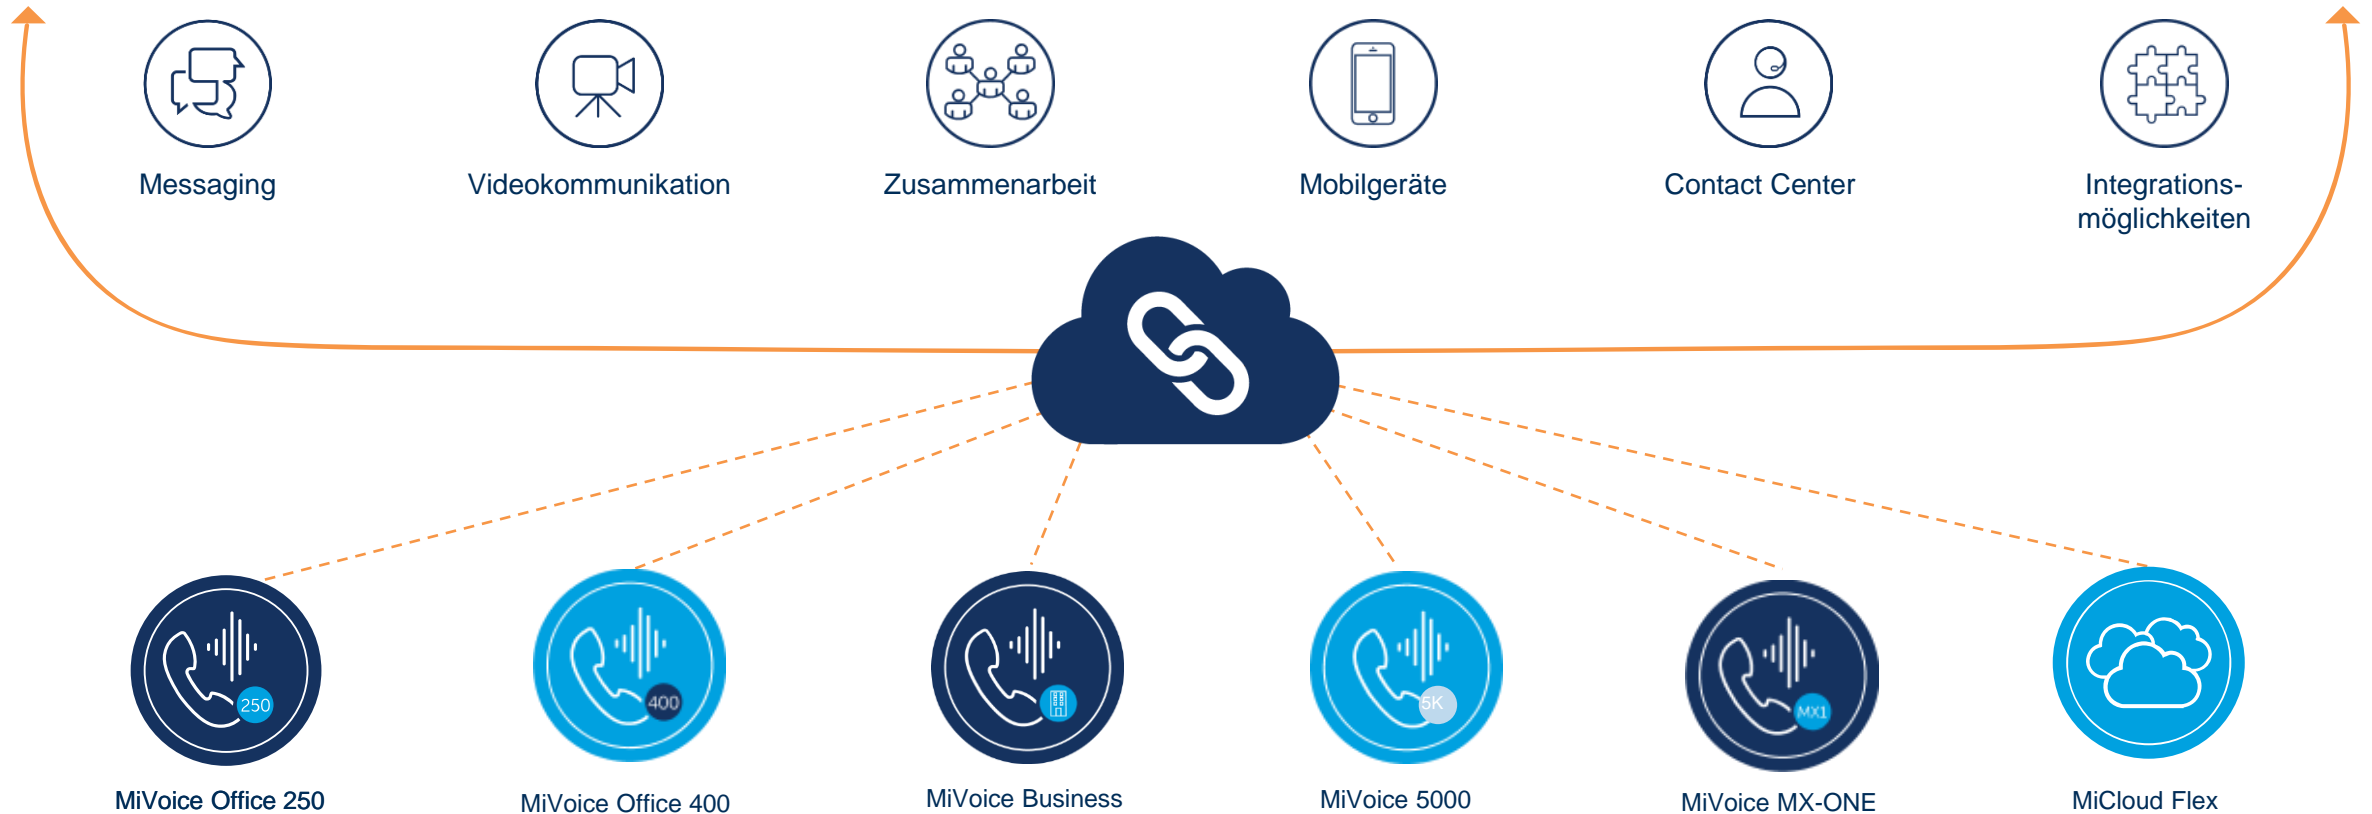 Messaging
Videokommunikation
Zusammenarbeit
Mobilgeräte
Contact Center
Integrations-
möglichkeiten
250
400
5K
MX1
MiVoice Office 250
MiVoice Office 400
MiVoice Business
MiVoice 5000
MiVoice MX-ONE
MiCloud Flex